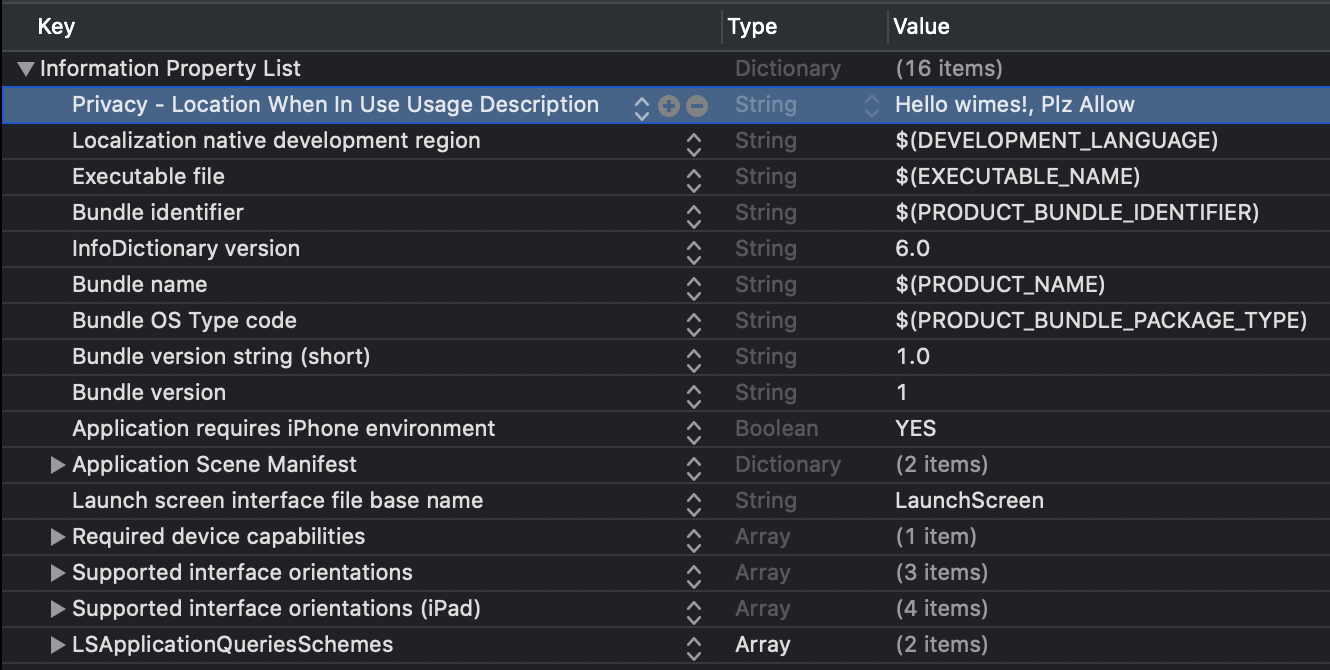 Key Type Value
Information Property List Dictionary (16 items)
Privacy - Location When In Use Usage Description String Hello wimes!, Plz Allow
Localization native development region String $(DEVELOPMENT_LANGUAGE)
Executable file String $(EXECUTABLE_NAME)
Bundle identifier String $(PRODUCT_BUNDLE_IDENTIFIER)
InfoDictionary version String 6.0
Bundle name String $(PRODUCT_NAME)
Bundle OS Type code String $(PRODUCT_BUNDLE_PACKAGE_TYPE)
Bundle version string (short) String 1.0
Bundle version String 1
Application requires iPhone environment Boolean YES
Application Scene Manifest Dictionary (2 items)
Launch screen interface file base name String LaunchScreen
Required device capabilities Array (1 item)
Supported interface orientations Array (3 items)
Supported interface orientations (iPad) Array (4 items)
LSApplicationQueriesSchemes Array (2 items)